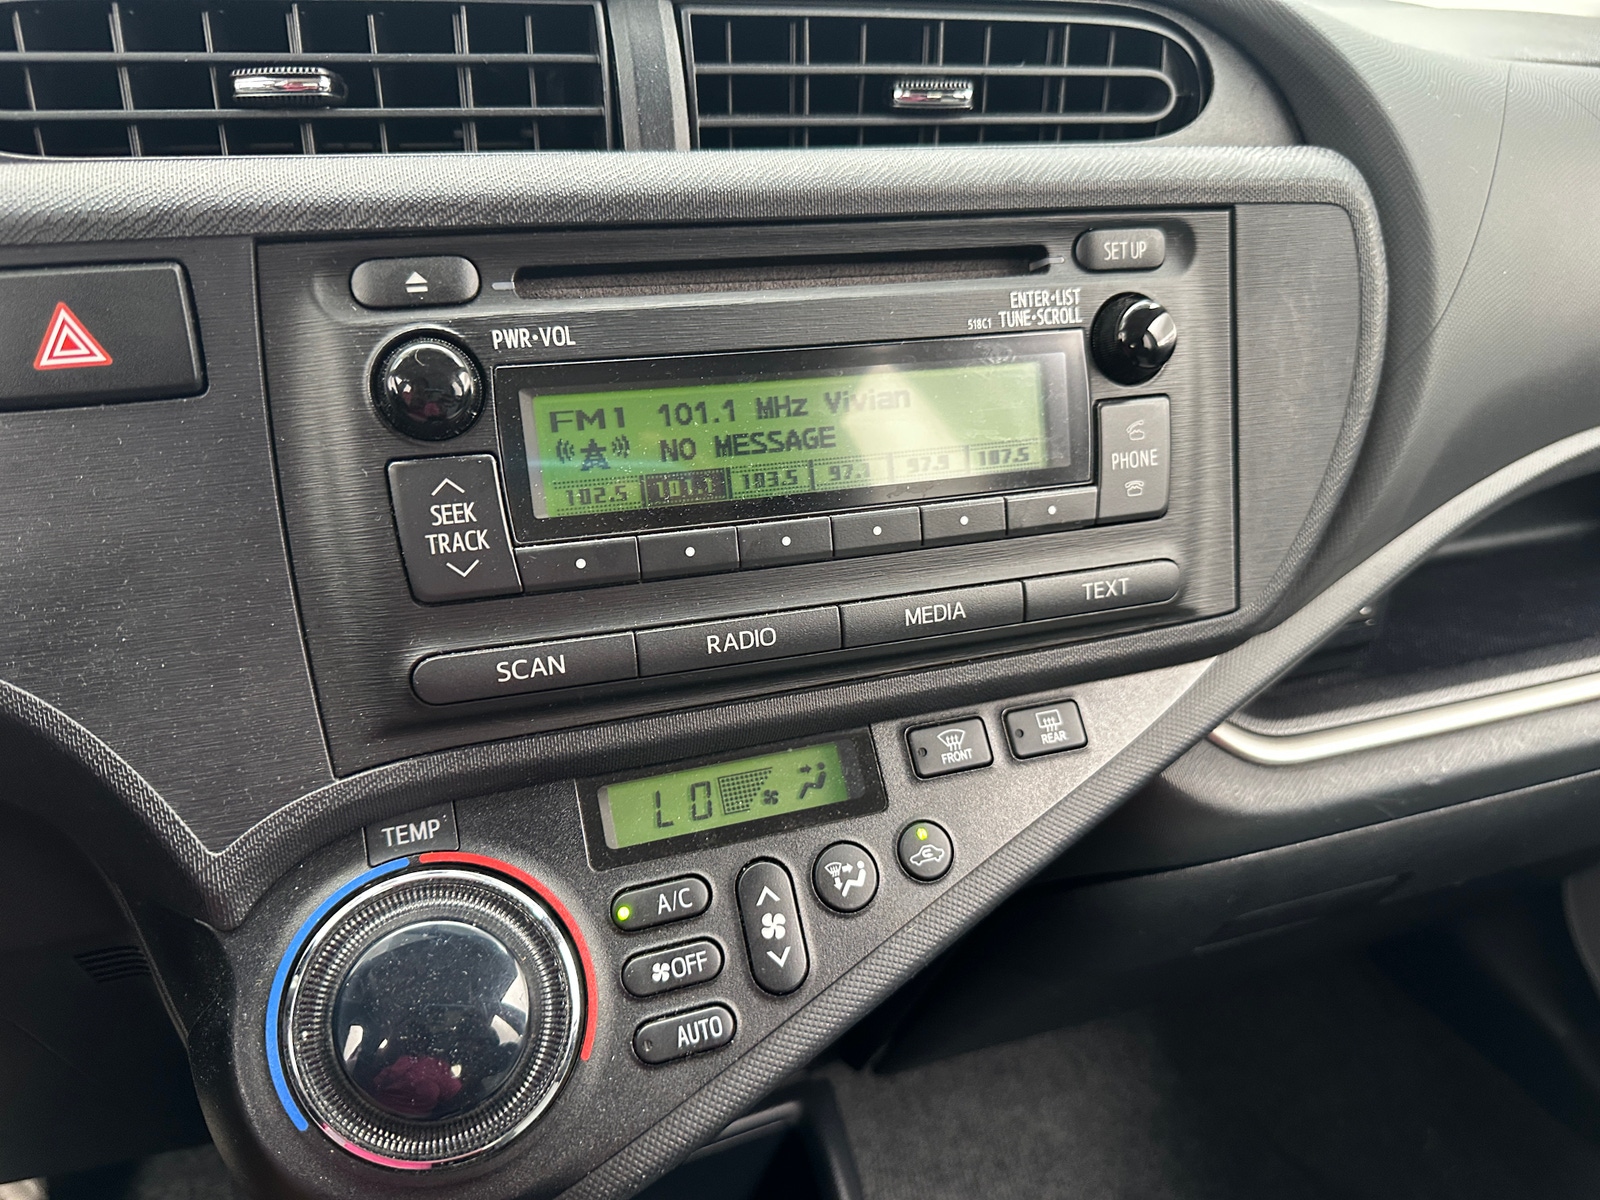 SET UP
ENTER•LIST
518C1 TUNE•SCROLL
PWR•VOL
FM1 101.1 MHz Vivian
NO MESSAGE
102.5 101.1 103.5 97.1 97.9 107.5
SEEK
TRACK
PHONE
SCAN RADIO MEDIA TEXT
FRONT REAR
LO
TEMP
A/C
OFF
AUTO